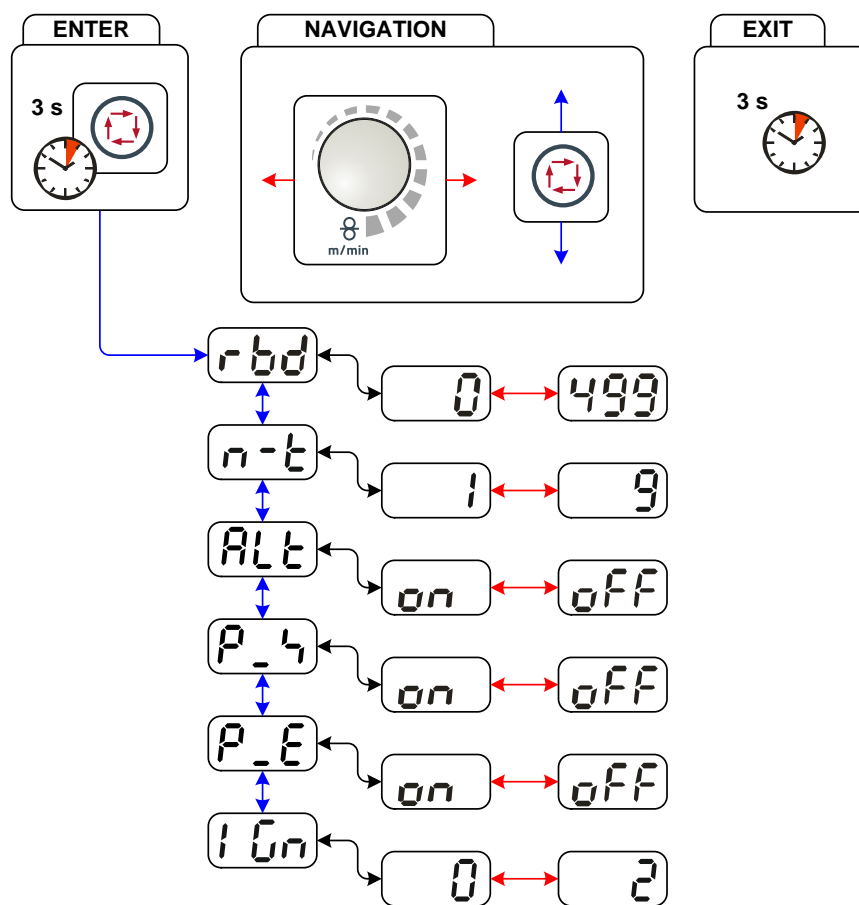 ENTER
NAVIGATION
EXIT
3 s
3 s
m/min
rbd
0 499
n-t
1 9
ALt
on oFF
on oFF
P_E
on oFF
IGn
0 2